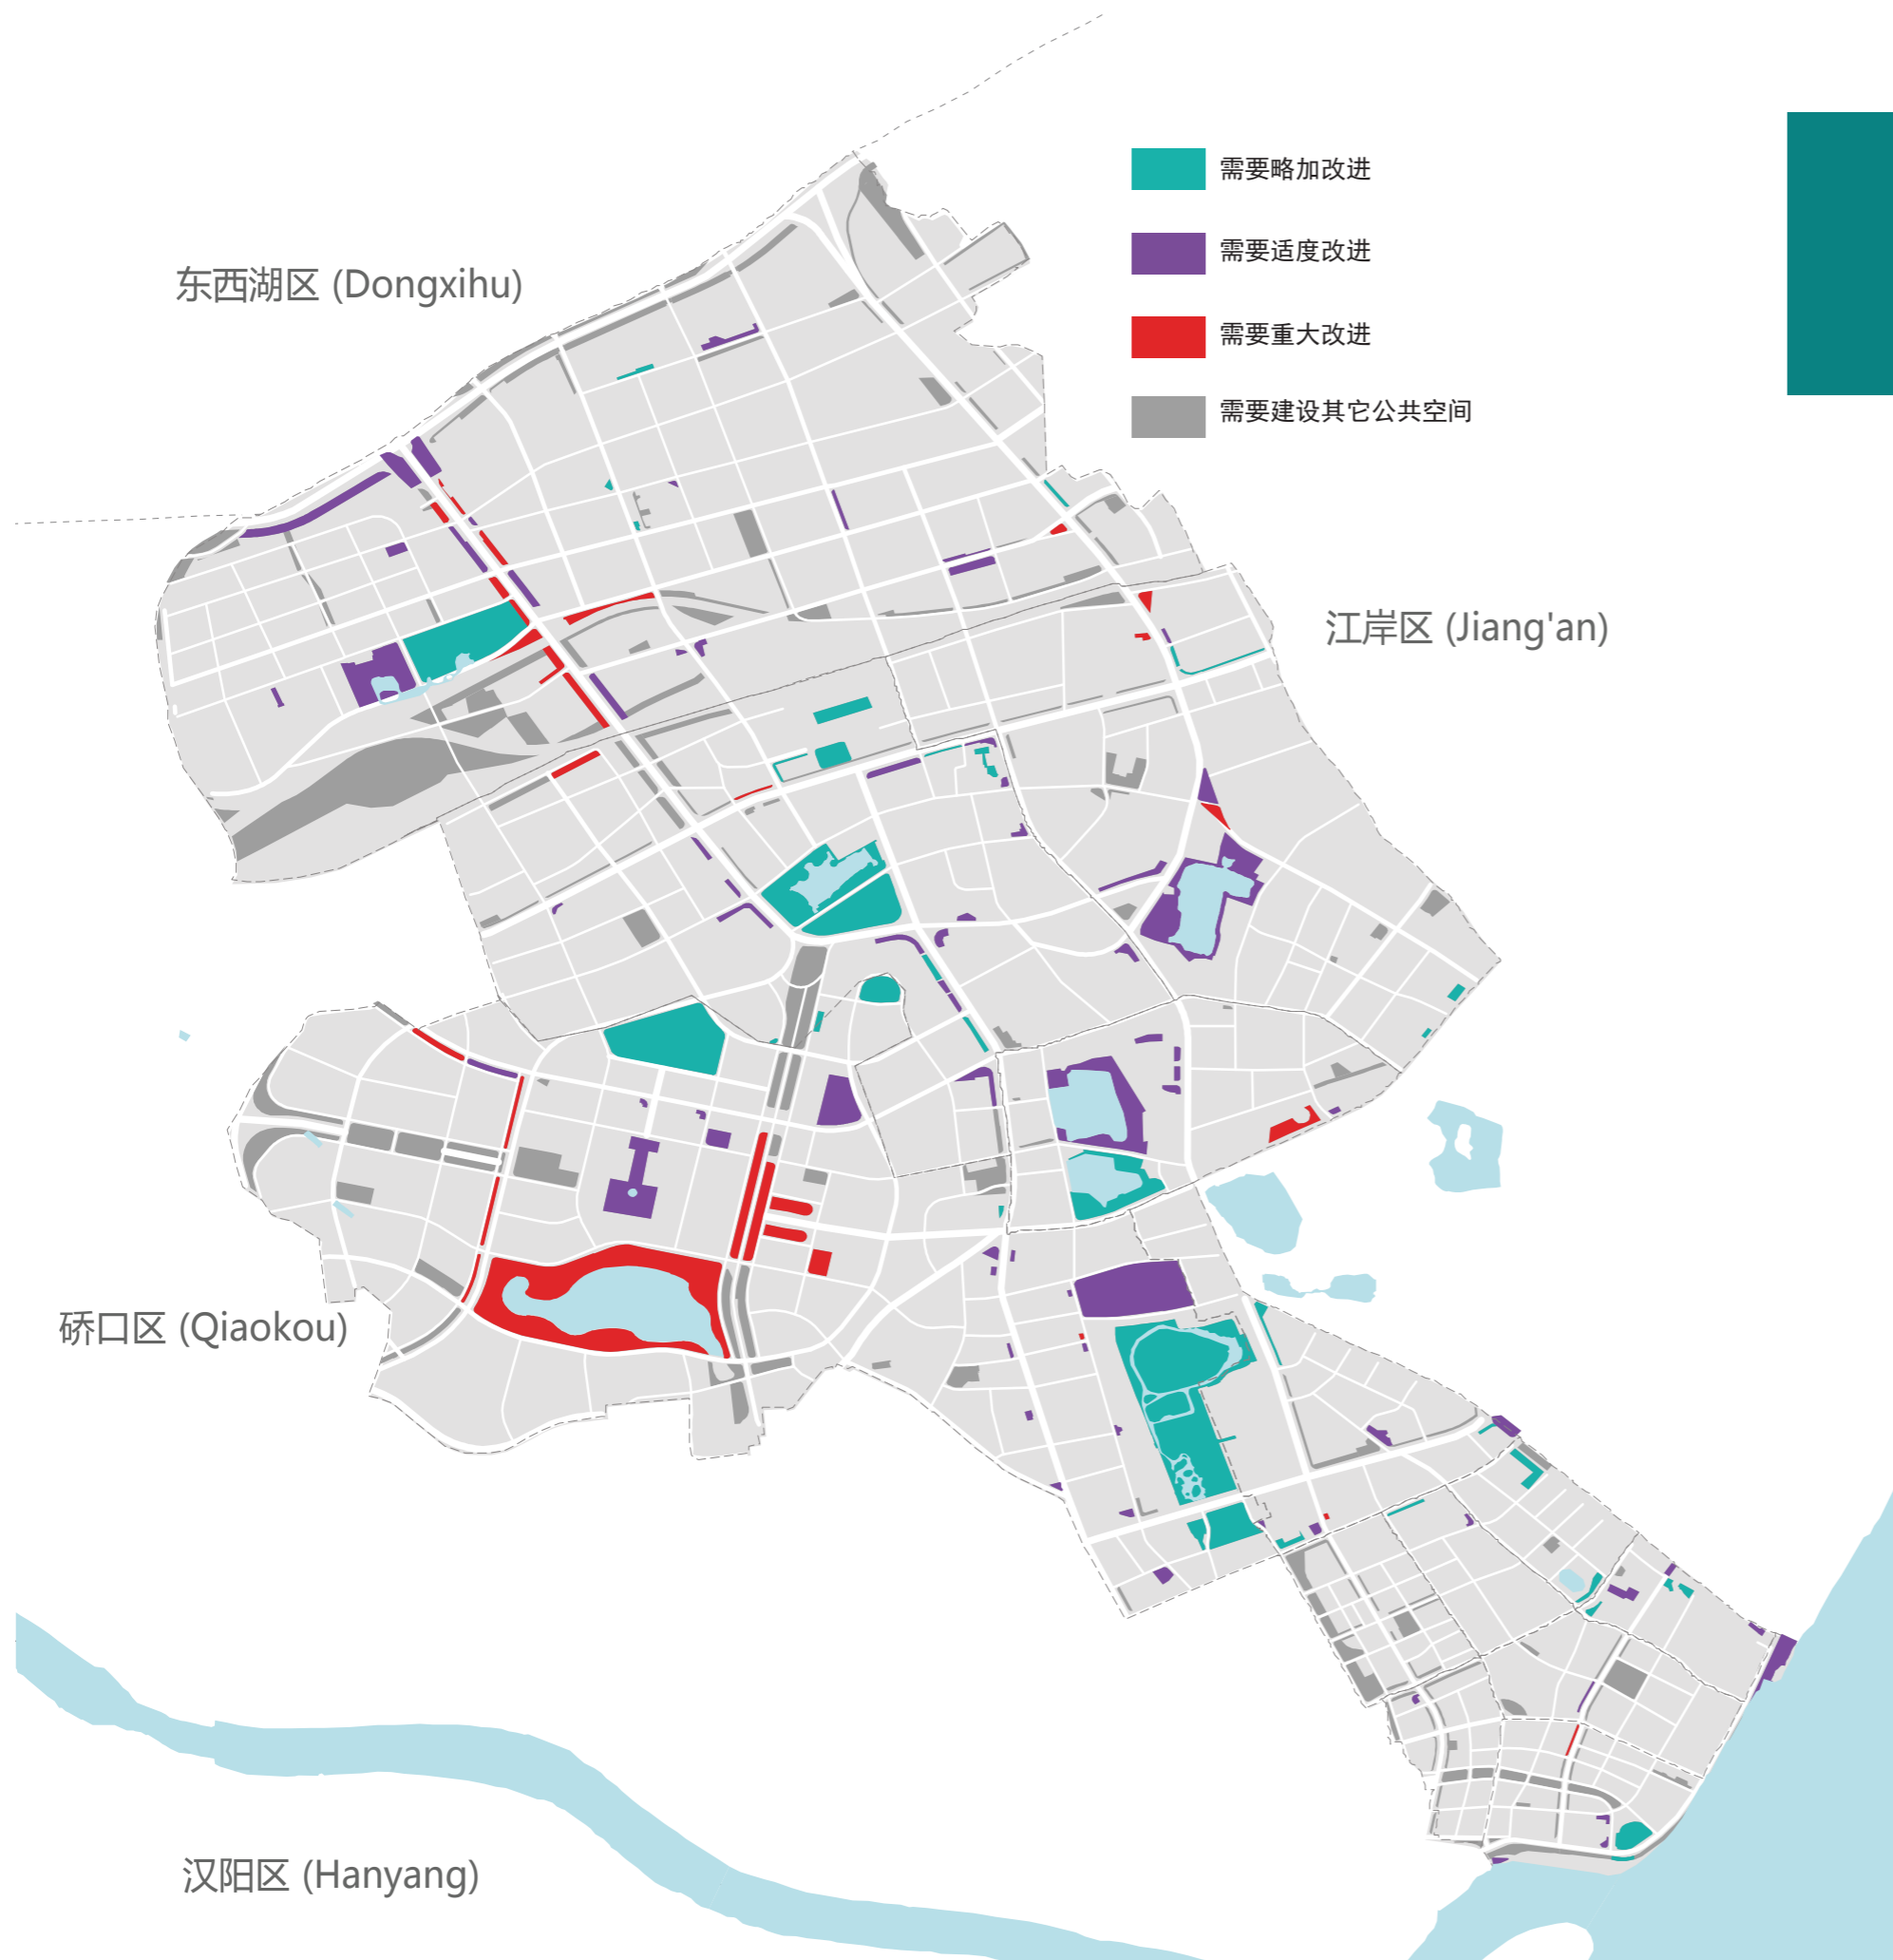 需要略加改进
需要适度改进
需要重大改进
需要建设其它公共空间
东西湖区 (Dongxihu)
江岸区 (Jiang'an)
硚口区 (Qiaokou)
汉阳区 (Hanyang)